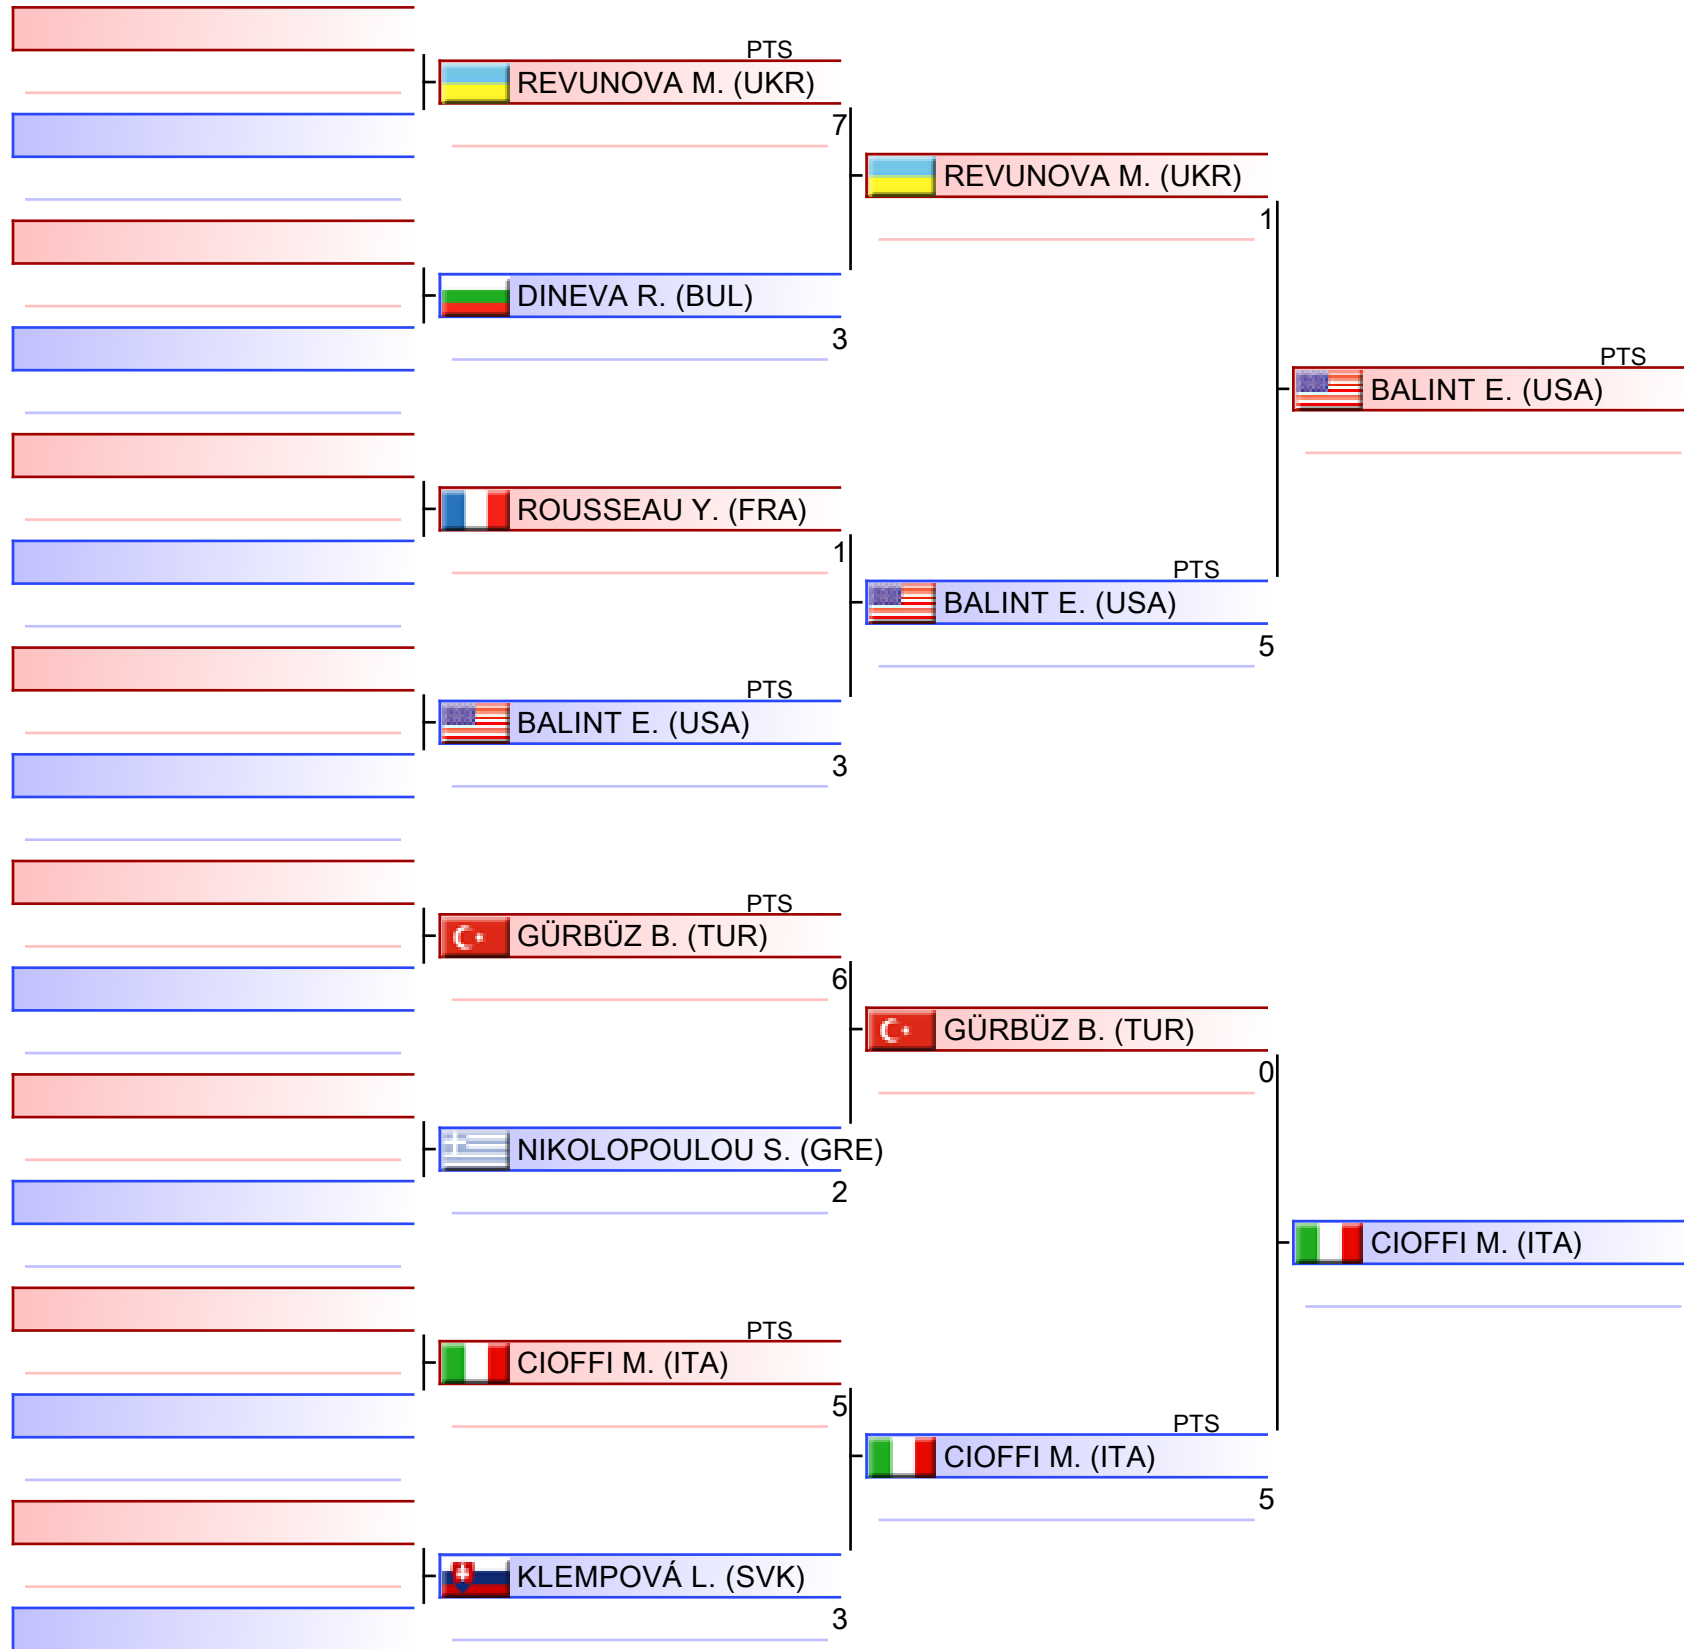 PTS
REVUNOVA M. (UKR)
7
REVUNOVA M. (UKR)
1
DINEVA R. (BUL)
3
PTS
BALINT E. (USA)
ROUSSEAU Y. (FRA)
1
PTS
BALINT E. (USA)
5
PTS
BALINT E. (USA)
3
PTS
GÜRBÜZ B. (TUR)
6
GÜRBÜZ B. (TUR)
0
NIKOLOPOULOU S. (GRE)
2
CIOFFI M. (ITA)
PTS
CIOFFI M. (ITA)
5
PTS
CIOFFI M. (ITA)
5
KLEMPOVÁ L. (SVK)
3